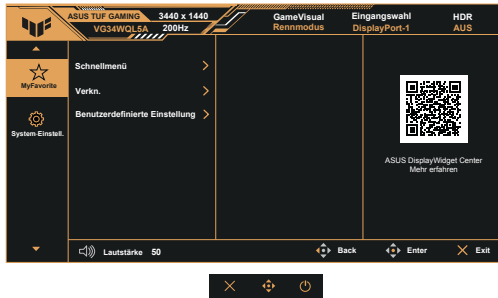 ASUS TUF GAMING 3440 x 1440
VG34WQL5A 200Hz
GameVisual
Rennmodus
Eingangswahl
DisplayPort-1
HDR
AUS
MyFavorite
System-Einstell.
Schnellmenü
Verkn.
Benutzerdefinierte Einstellung
ASUS DisplayWidget Center
Mehr erfahren
Lautstärke 50
Back
Enter
Exit